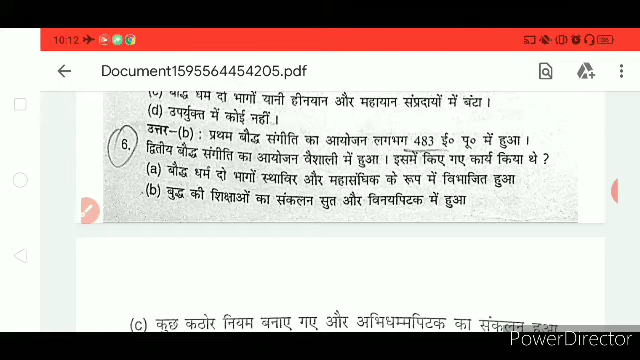 10:12
Document1595564454205.pdf
(c) बौद्ध धर्म दो भागों यानी हीनयान और महायान संप्रदायों में बंटा।
(d) उपर्युक्त में कोई नहीं।
उत्तर–(b) : प्रथम बौद्ध संगीति का आयोजन लगभग 483 ई० पू० में हुआ।
6. द्वितीय बौद्ध संगीति का आयोजन वैशाली में हुआ। इसमें किए गए कार्य किया थे ?
(a) बौद्ध धर्म दो भागों स्थाविर और महासंघिक के रूप में विभाजित हुआ
(b) बुद्ध की शिक्षाओं का संकलन सुत और विनयपिटक में हुआ
(c) कुछ कठोर नियम बनाए गए और अभिधम्मपिटक का संकलन हुआ
PowerDirector